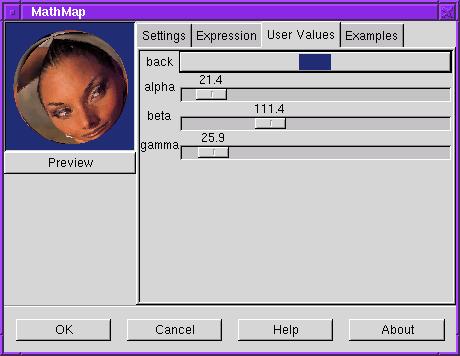 MathMap
Settings Expression User Values Examples
back
21.4
alpha
111.4
beta
25.9
gamma
Preview
OK Cancel Help About